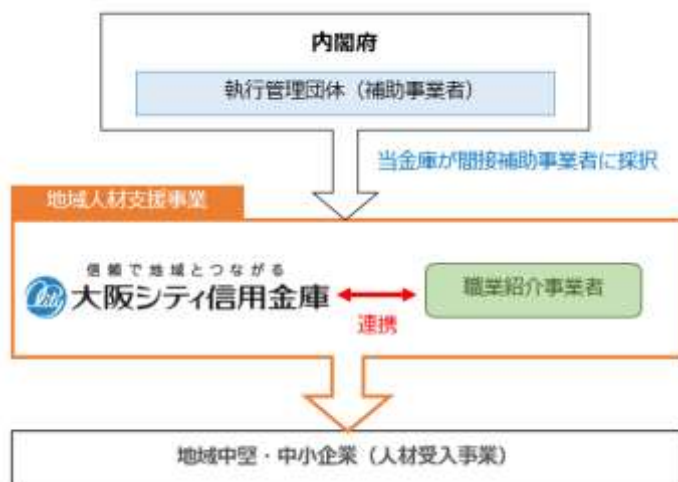 内閣府
執行管理団体（補助事業者）
当金庫が間接補助事業者に採択
地域人材支援事業
信頼で地域とつながる
大阪シティ信用金庫
職業紹介事業者
連携
地域中堅・中小企業（人材受入事業）